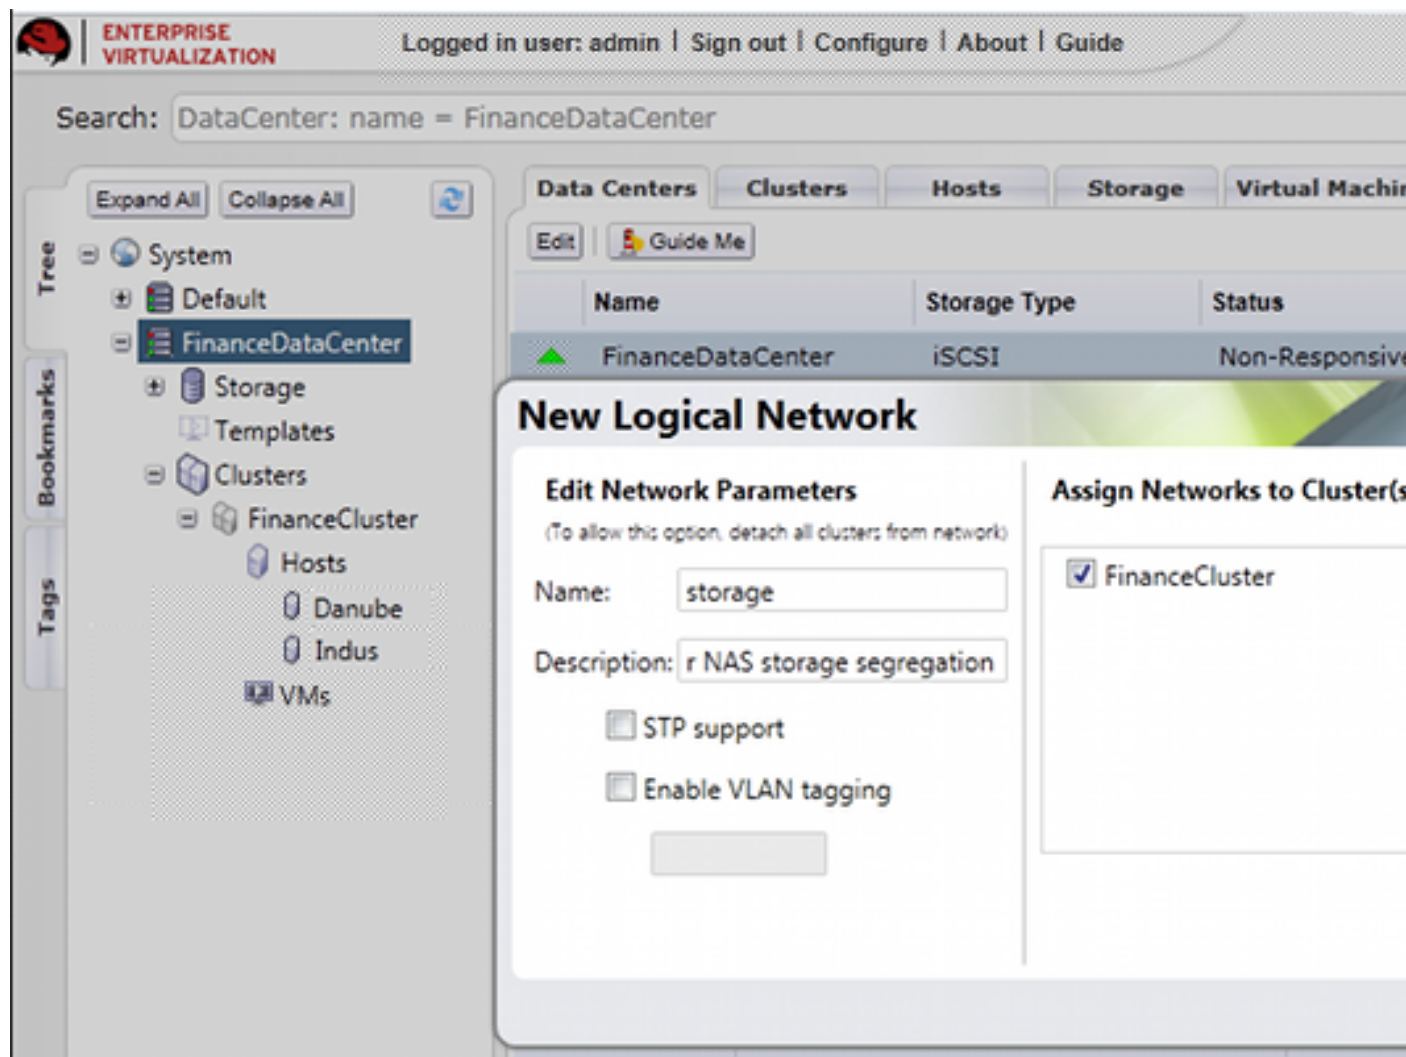 ENTERPRISE
VIRTUALIZATION
Logged in user: admin | Sign out | Configure | About | Guide
Search: DataCenter: name = FinanceDataCenter
Expand All Collapse All
Tree
Bookmarks
Tags
System
Default
FinanceDataCenter
Storage
Templates
Clusters
FinanceCluster
Hosts
Danube
Indus
VMs
Data Centers Clusters Hosts Storage Virtual Machin
Edit Guide Me
Name Storage Type Status
FinanceDataCenter iSCSI Non-Responsive
New Logical Network
Edit Network Parameters
(To allow this option, detach all clusters from network)
Name: storage
Description: r NAS storage segregation
STP support
Enable VLAN tagging
Assign Networks to Cluster(s
FinanceCluster